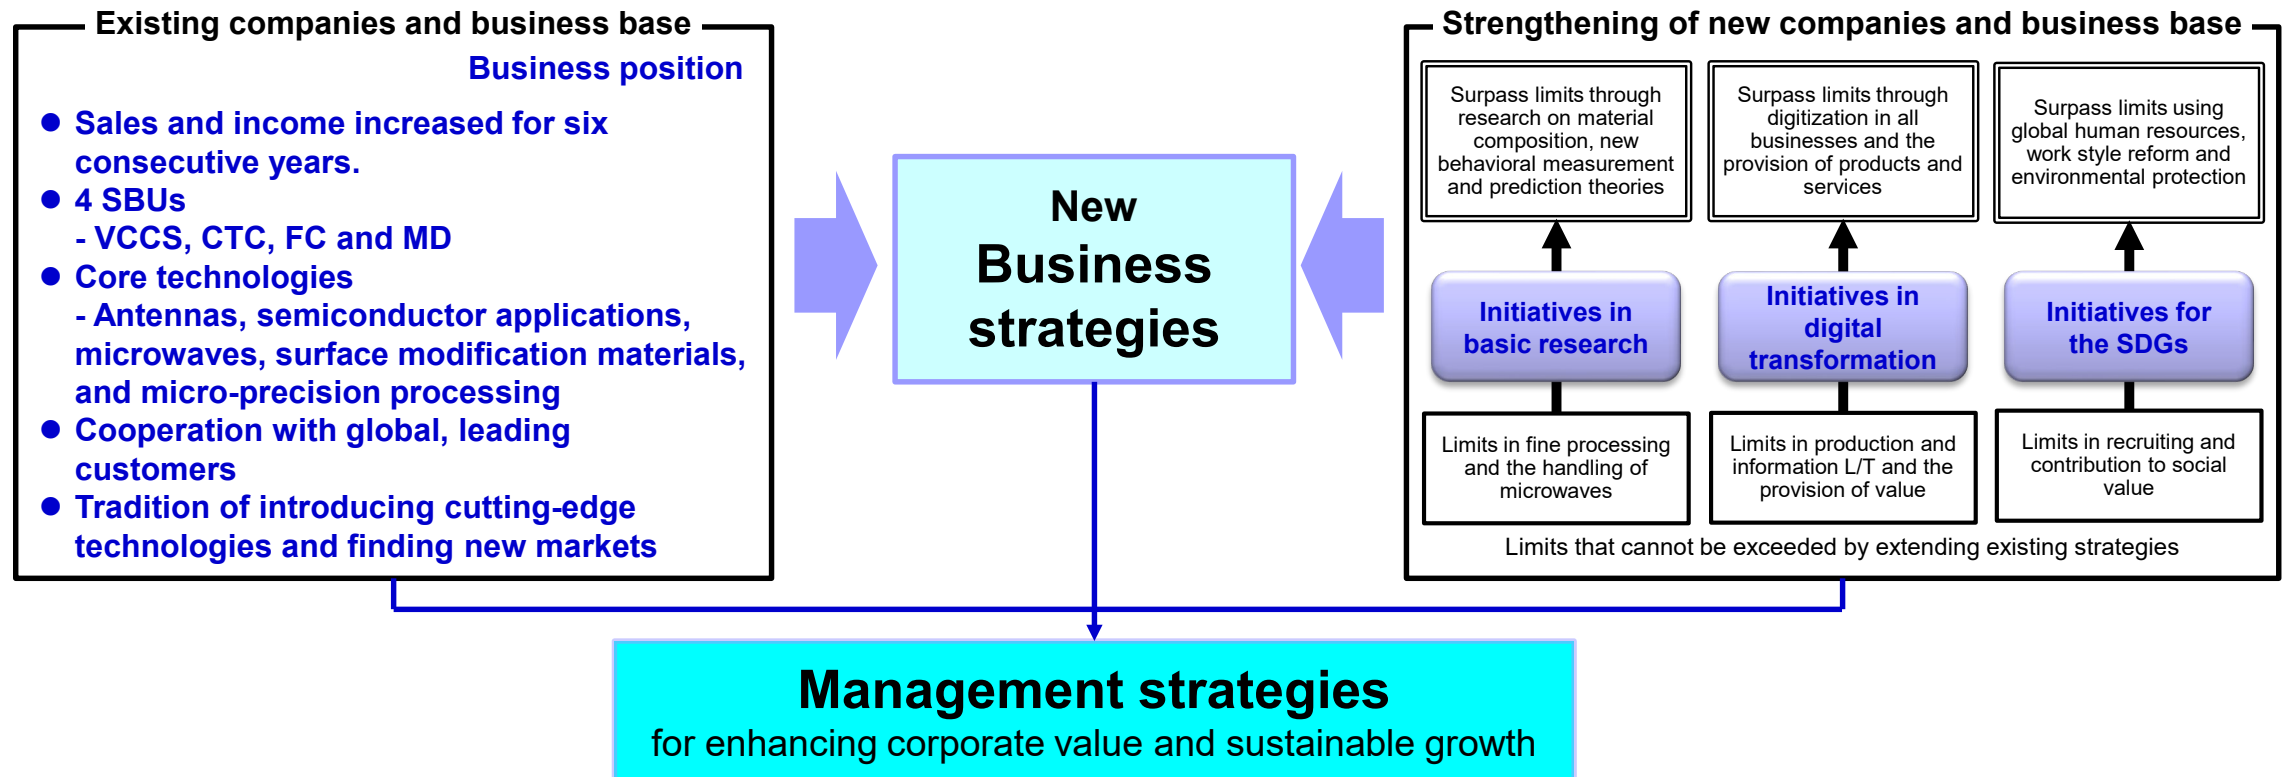 Existing companies and business base
Business position
● Sales and income increased for six
consecutive years.
● 4 SBUs
- VCCS, CTC, FC and MD
● Core technologies
- Antennas, semiconductor applications,
microwaves, surface modification materials,
and micro-precision processing
● Cooperation with global, leading
customers
● Tradition of introducing cutting-edge
technologies and finding new markets
New
Business
strategies
Strengthening of new companies and business base
Surpass limits through
research on material
composition, new
behavioral measurement
and prediction theories
Surpass limits through
digitization in all
businesses and the
provision of products and
services
Surpass limits using
global human resources,
work style reform and
environmental protection
Initiatives in
basic research
Initiatives in
digital
transformation
Initiatives for
the SDGs
Limits in fine processing
and the handling of
microwaves
Limits in production and
information L/T and the
provision of value
Limits in recruiting and
contribution to social
value
Limits that cannot be exceeded by extending existing strategies
Management strategies
for enhancing corporate value and sustainable growth